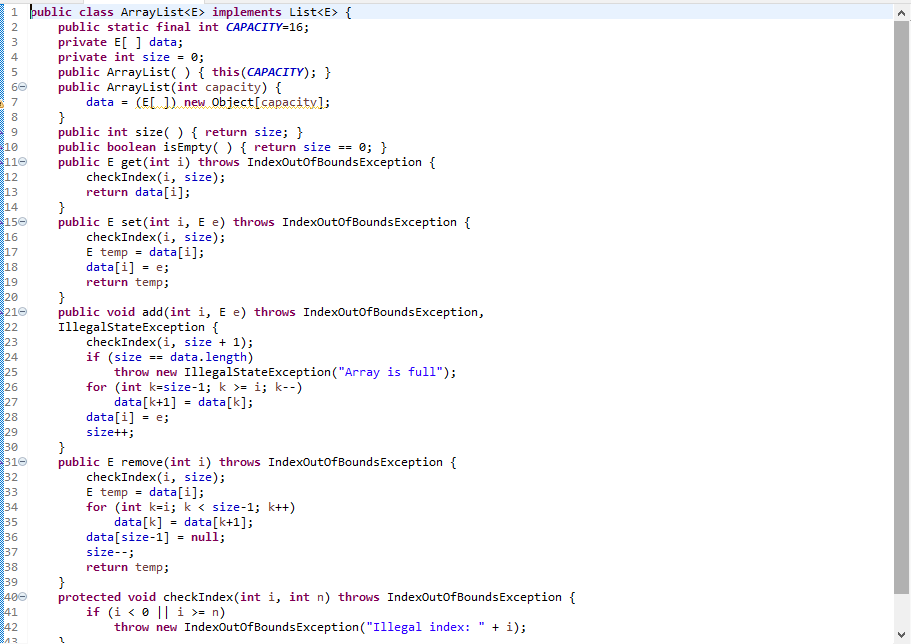 1 public class ArrayList<E> implements List<E> {
2 public static final int CAPACITY=16;
3 private E[ ] data;
4 private int size = 0;
5 public ArrayList( ) { this(CAPACITY); }
6 public ArrayList(int capacity) {
7 data = (E[ ]) new Object[capacity];
8 }
9 public int size( ) { return size; }
10 public boolean isEmpty( ) { return size == 0; }
11 public E get(int i) throws IndexOutOfBoundsException {
12 checkIndex(i, size);
13 return data[i];
14 }
15 public E set(int i, E e) throws IndexOutOfBoundsException {
16 checkIndex(i, size);
17 E temp = data[i];
18 data[i] = e;
19 return temp;
20 }
21 public void add(int i, E e) throws IndexOutOfBoundsException,
22 IllegalStateException {
23 checkIndex(i, size + 1);
24 if (size == data.length)
25 throw new IllegalStateException("Array is full");
26 for (int k=size-1; k >= i; k--)
27 data[k+1] = data[k];
28 data[i] = e;
29 size++;
30 }
31 public E remove(int i) throws IndexOutOfBoundsException {
32 checkIndex(i, size);
33 E temp = data[i];
34 for (int k=i; k < size-1; k++)
35 data[k] = data[k+1];
36 data[size-1] = null;
37 size--;
38 return temp;
39 }
40 protected void checkIndex(int i, int n) throws IndexOutOfBoundsException {
41 if (i < 0 || i >= n)
42 throw new IndexOutOfBoundsException("Illegal index: " + i);
43 }